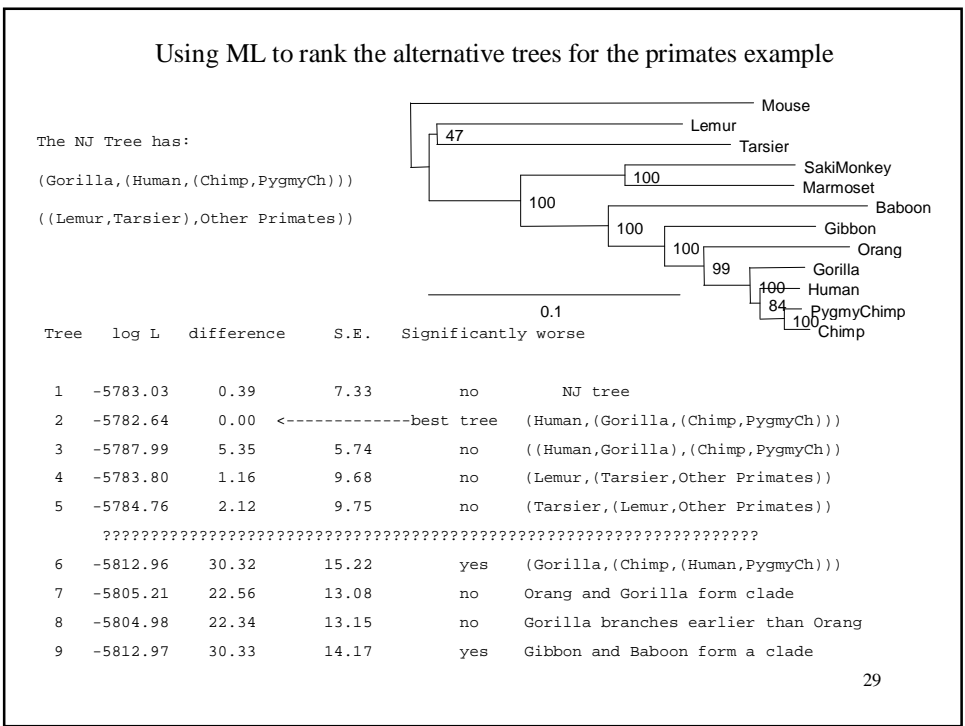 Using ML to rank the alternative trees for the primates example
The NJ Tree has:
(Gorilla,(Human,(Chimp,PygmyCh)))
((Lemur,Tarsier),Other Primates))
Mouse
47
Lemur
Tarsier
100
SakiMonkey
Marmoset
100
Baboon
100
Gibbon
100
Orang
99
Gorilla
100
Human
84
PygmyChimp
100
Chimp
0.1
Tree log L difference S.E. Significantly worse
1 -5783.03 0.39 7.33 no NJ tree
2 -5782.64 0.00 <-------------best tree (Human,(Gorilla,(Chimp,PygmyCh)))
3 -5787.99 5.35 5.74 no ((Human,Gorilla),(Chimp,PygmyCh))
4 -5783.80 1.16 9.68 no (Lemur,(Tarsier,Other Primates))
5 -5784.76 2.12 9.75 no (Tarsier,(Lemur,Other Primates))
????????????????????????????????????????????????????????????????????
6 -5812.96 30.32 15.22 yes (Gorilla,(Chimp,(Human,PygmyCh)))
7 -5805.21 22.56 13.08 no Orang and Gorilla form clade
8 -5804.98 22.34 13.15 no Gorilla branches earlier than Orang
9 -5812.97 30.33 14.17 yes Gibbon and Baboon form a clade
29